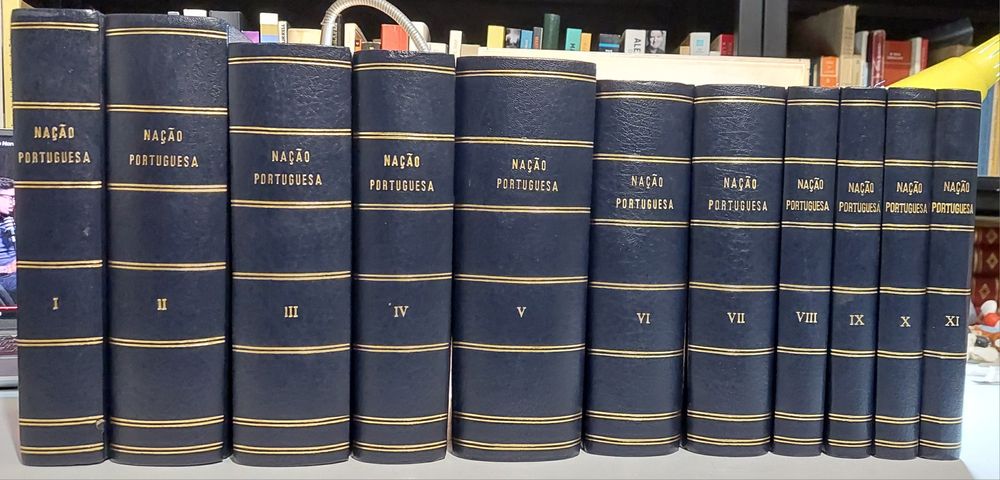 NAÇÃO
PORTUGUESA
I
NAÇÃO
PORTUGUESA
II
NAÇÃO
PORTUGUESA
III
NAÇÃO
PORTUGUESA
IV
NAÇÃO
PORTUGUESA
V
NAÇÃO
PORTUGUESA
VI
NAÇÃO
PORTUGUESA
VII
NAÇÃO
PORTUGUESA
VIII
NAÇÃO
PORTUGUESA
IX
NAÇÃO
PORTUGUESA
X
NAÇÃO
PORTUGUESA
XI